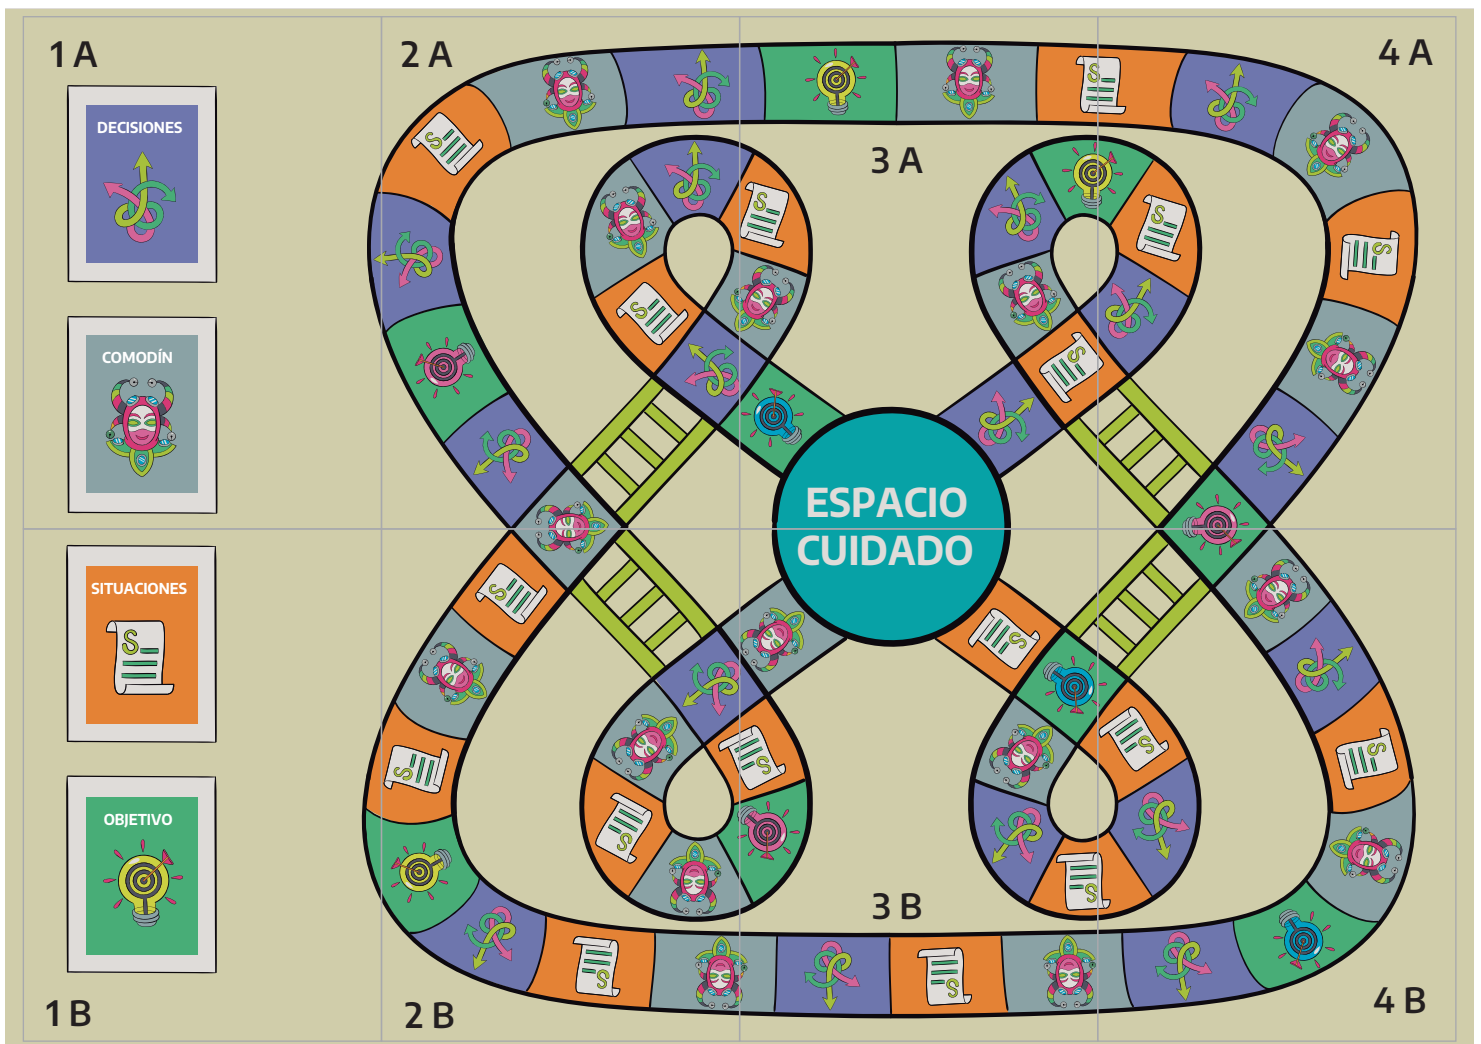 1 A
2 A
3 A
4 A
DECISIONES
COMODÍN
SITUACIONES
S
OBJETIVO
ESPACIO
CUIDADO
1 B
2 B
3 B
4 B